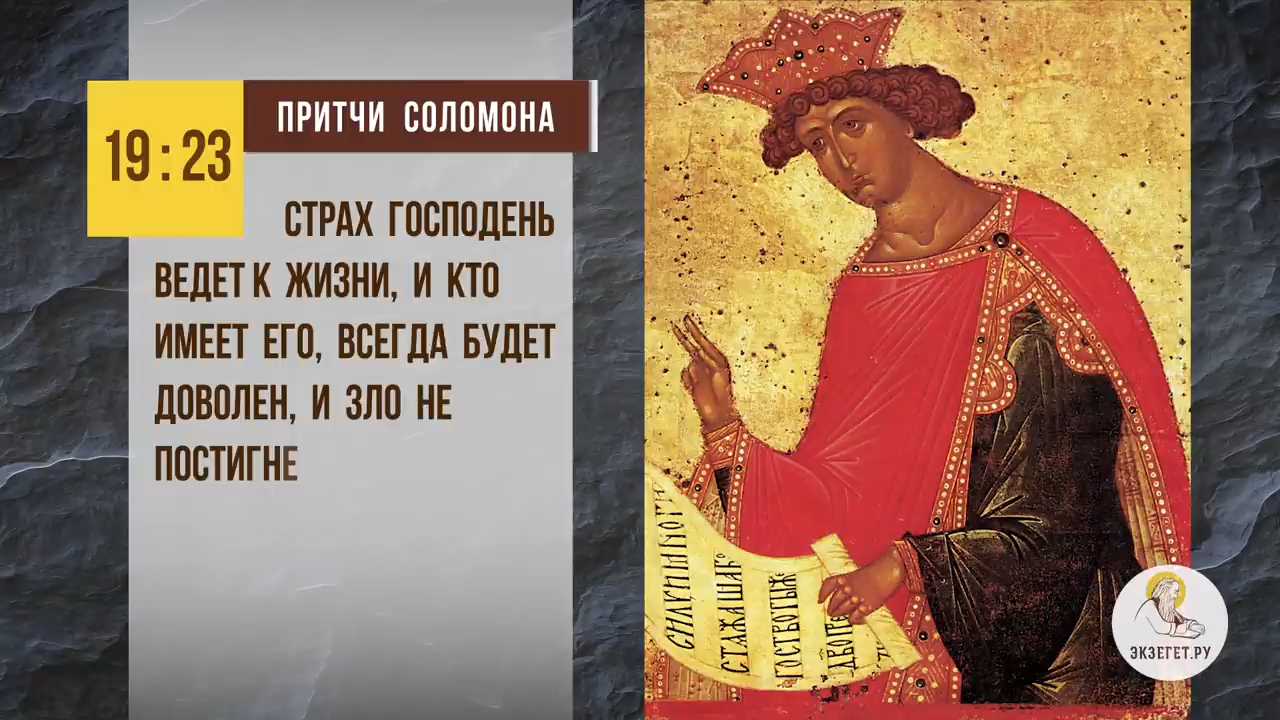 19:23
ПРИТЧИ СОЛОМОНА
СТРАХ ГОСПОДЕНЬ
ВЕДЕТ К ЖИЗНИ, И КТО
ИМЕЕТ ЕГО, ВСЕГДА БУДЕТ
ДОВОЛЕН, И ЗЛО НЕ
ПОСТИГНЕ
ЭКЗЕГЕТ.РУ